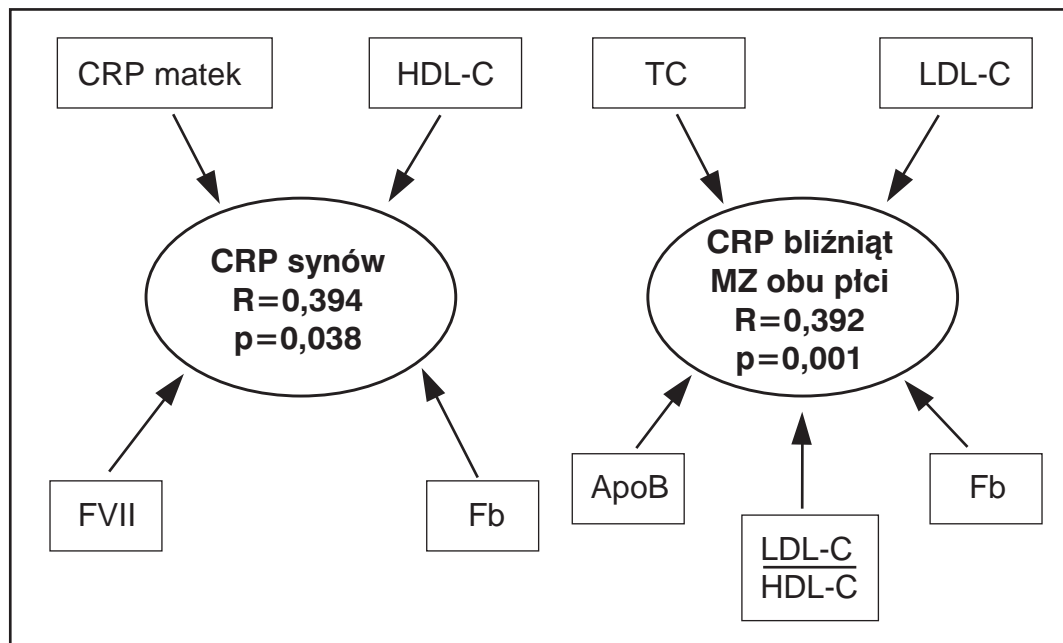 CRP matek
HDL-C
CRP synów
R=0,394
p=0,038
FVII
Fb
TC
LDL-C
CRP bliźniąt
MZ obu płci
R=0,392
p=0,001
ApoB
LDL-C
HDL-C
Fb